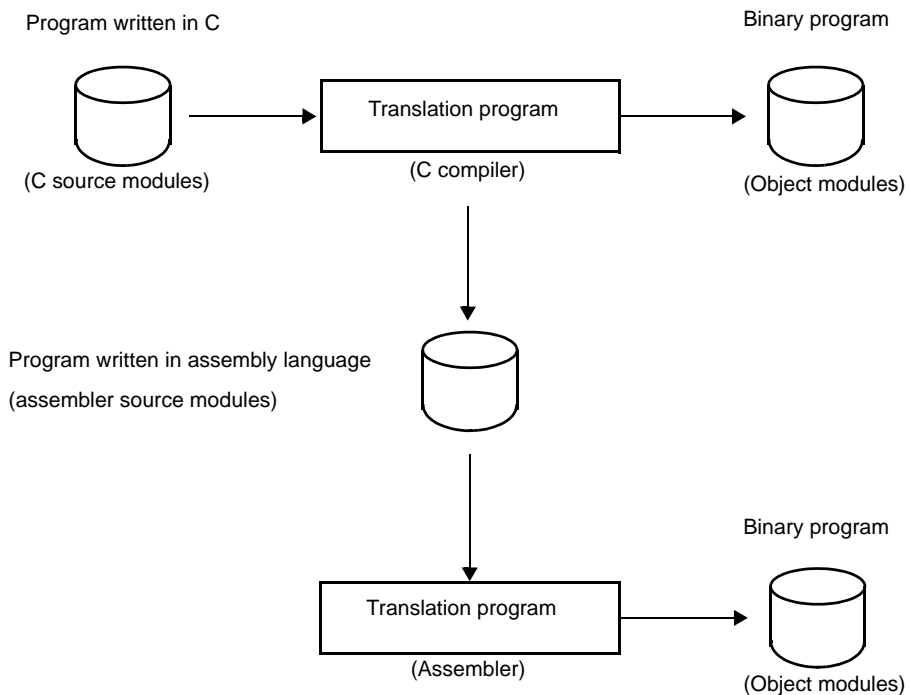 Program written in C
Binary program
Translation program
(C source modules)
(C compiler)
(Object modules)
Program written in assembly language
(assembler source modules)
Binary program
Translation program
(Assembler)
(Object modules)